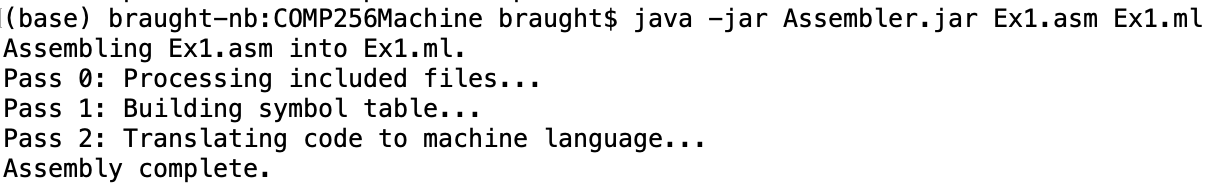 (base) braught-nb:COMP256Machine braught$ java -jar Assembler.jar Ex1.asm Ex1.ml
Assembling Ex1.asm into Ex1.ml.
Pass 0: Processing included files...
Pass 1: Building symbol table...
Pass 2: Translating code to machine language...
Assembly complete.